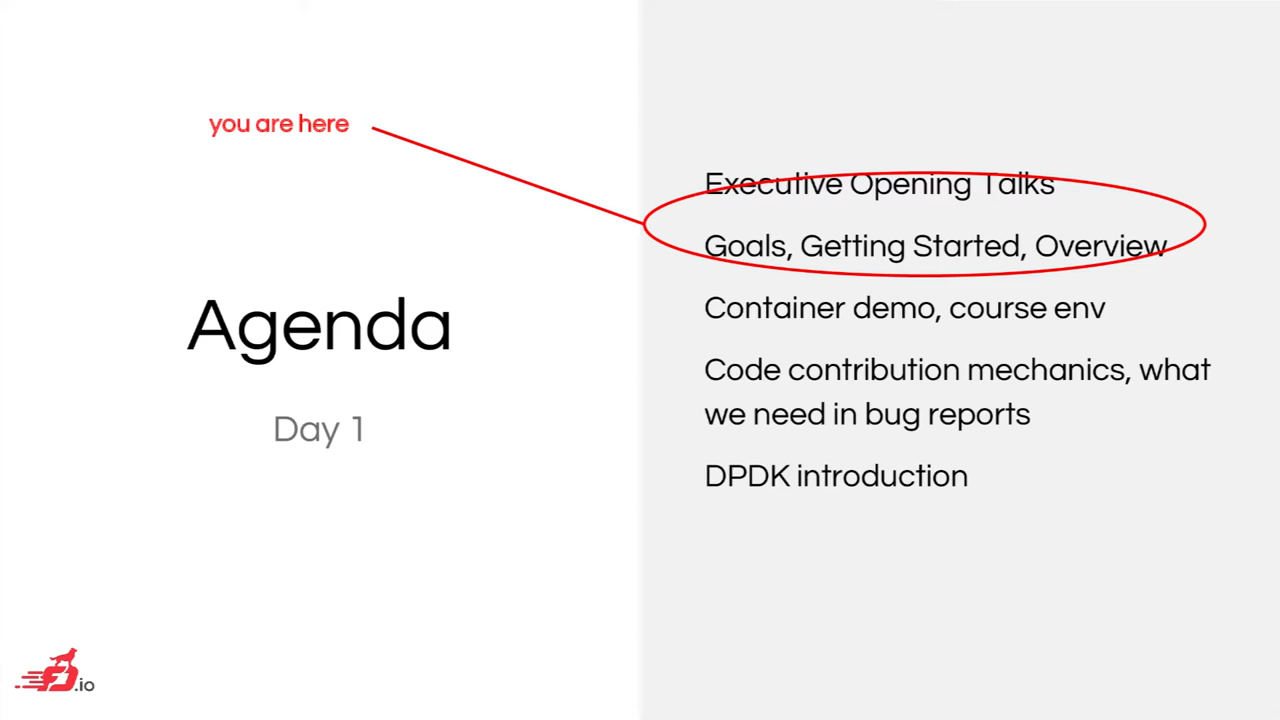 you are here
Agenda
Day 1
Executive Opening Talks
Goals, Getting Started, Overview
Container demo, course env
Code contribution mechanics, what
we need in bug reports
DPDK introduction
FD.io